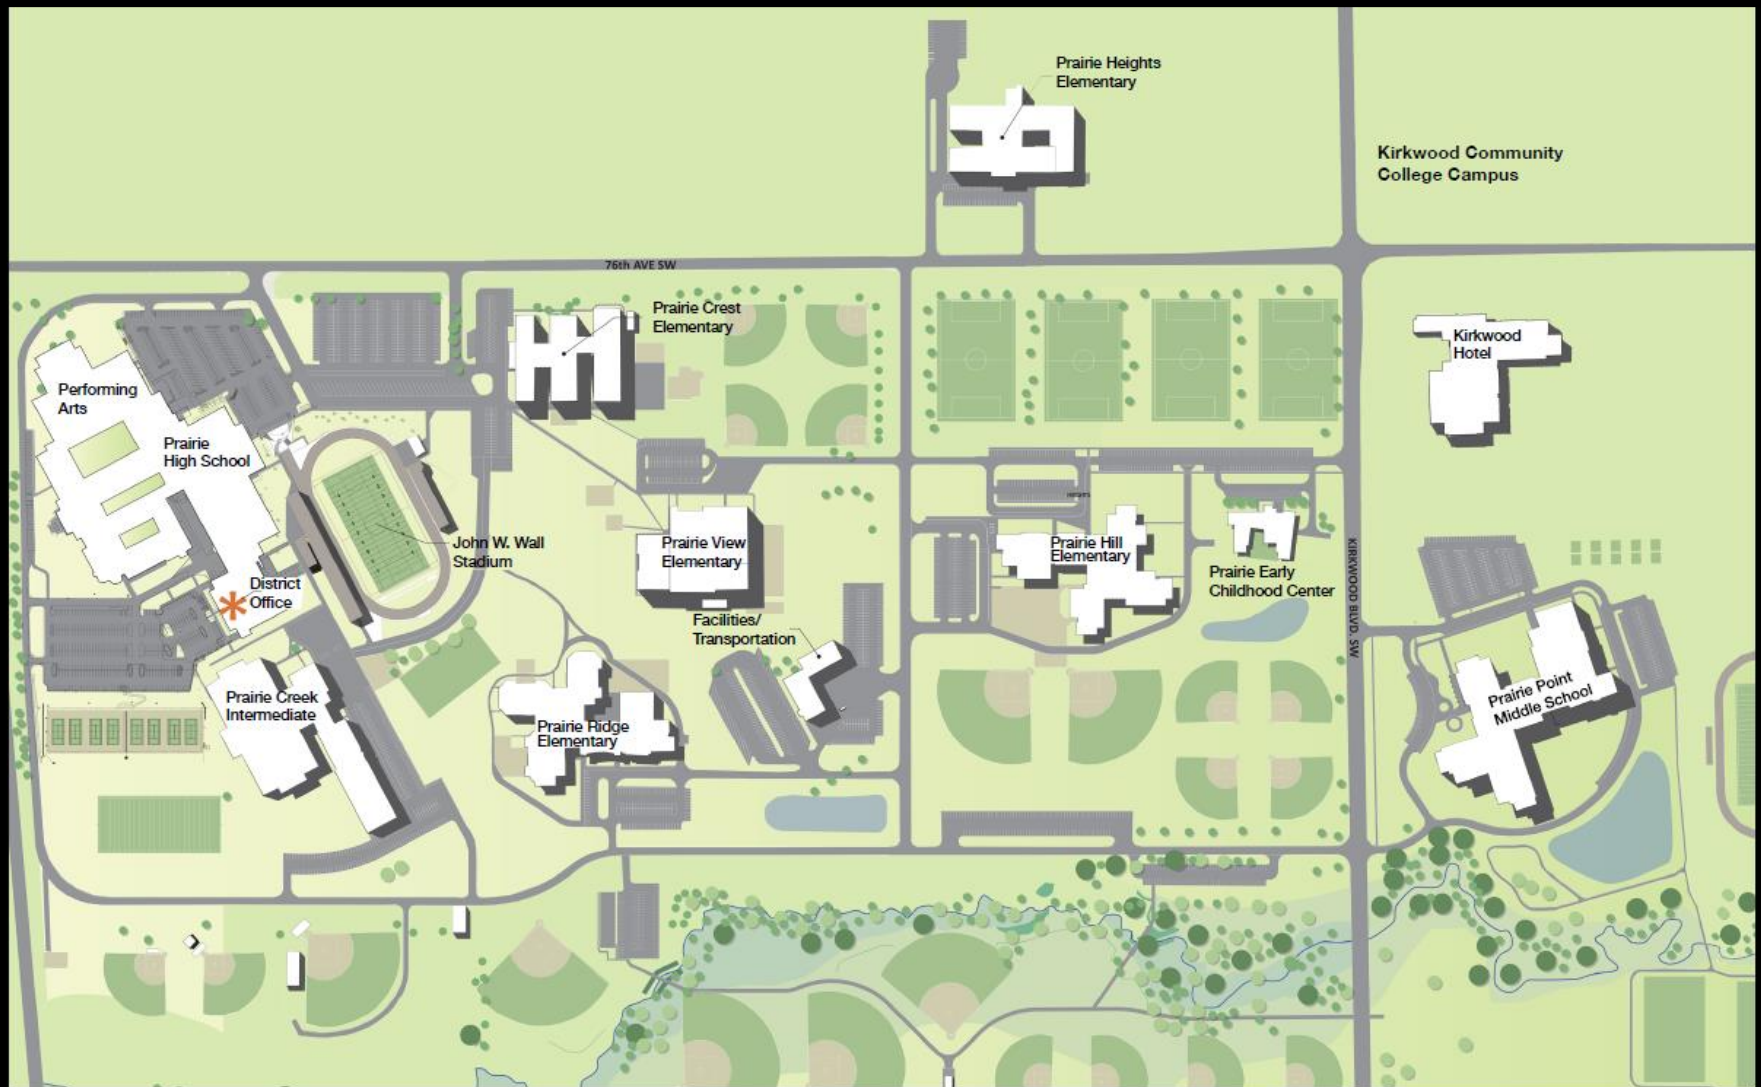 Prairie Heights
Elementary
Kirkwood Community
College Campus
76th AVE SW
Prairie Crest
Elementary
Kirkwood
Hotel
Performing
Arts
Prairie
High School
John W. Wall
Stadium
Prairie View
Elementary
Prairie Hill
Elementary
Prairie Early
Childhood Center
KIRKWOOD BLVD. SW
District
Office
Facilities/
Transportation
Prairie Creek
Intermediate
Prairie Ridge
Elementary
Prairie Point
Middle School